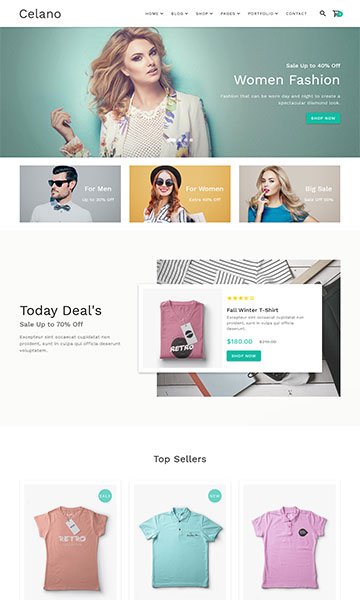 Celano
HOME BLOG SHOP PAGES PORTFOLIO CONTACT
Sale Up to 40% Off
Women Fashion
Fashion that can be worn day and night to create a
spectacular diamond look.
SHOP NOW
For Men
Up to 30% Off
For Women
Extra 40% Off
Big Sale
Sale Off 50%
Today Deal's
Sale Up to 70% Off
Excepteur sint occaecat cupidatat non
proident, sunt in culpa qui officia deserunt
voluptatem.
RETRO
Fall Winter T-Shirt
Excepteur sint occaecat cupidatat non
proident, sunt in culpa qui officia
deserunt.
$180.00
SHOP NOW
Top Sellers
SALE
RETRO
NEW